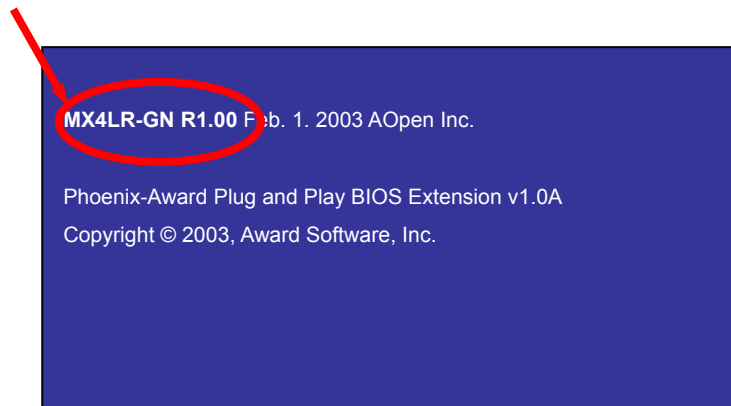 MX4LR-GN R1.00 Feb. 1. 2003 AOpen Inc.
Phoenix-Award Plug and Play BIOS Extension v1.0A
Copyright © 2003, Award Software, Inc.